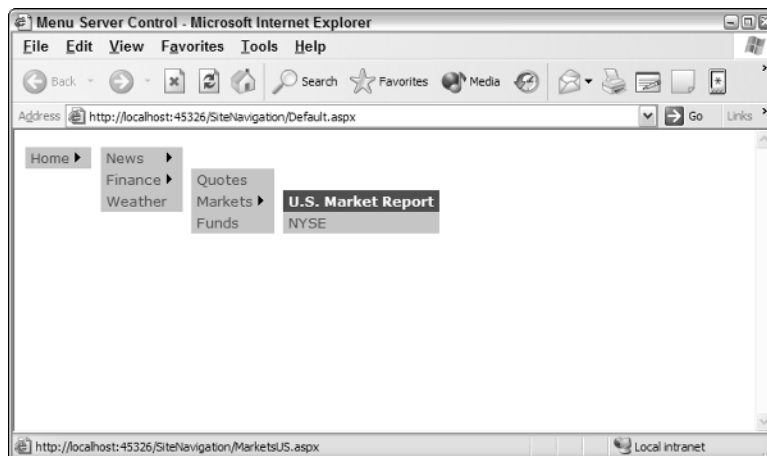 Menu Server Control - Microsoft Internet Explorer
File Edit View Favorites Tools Help
Back Search Favorites Media
Address http://localhost:45326/SiteNavigation/Default.aspx Go Links
Home News
Finance Quotes
Weather Markets U.S. Market Report
Funds NYSE
http://localhost:45326/SiteNavigation/MarketsUS.aspx Local intranet